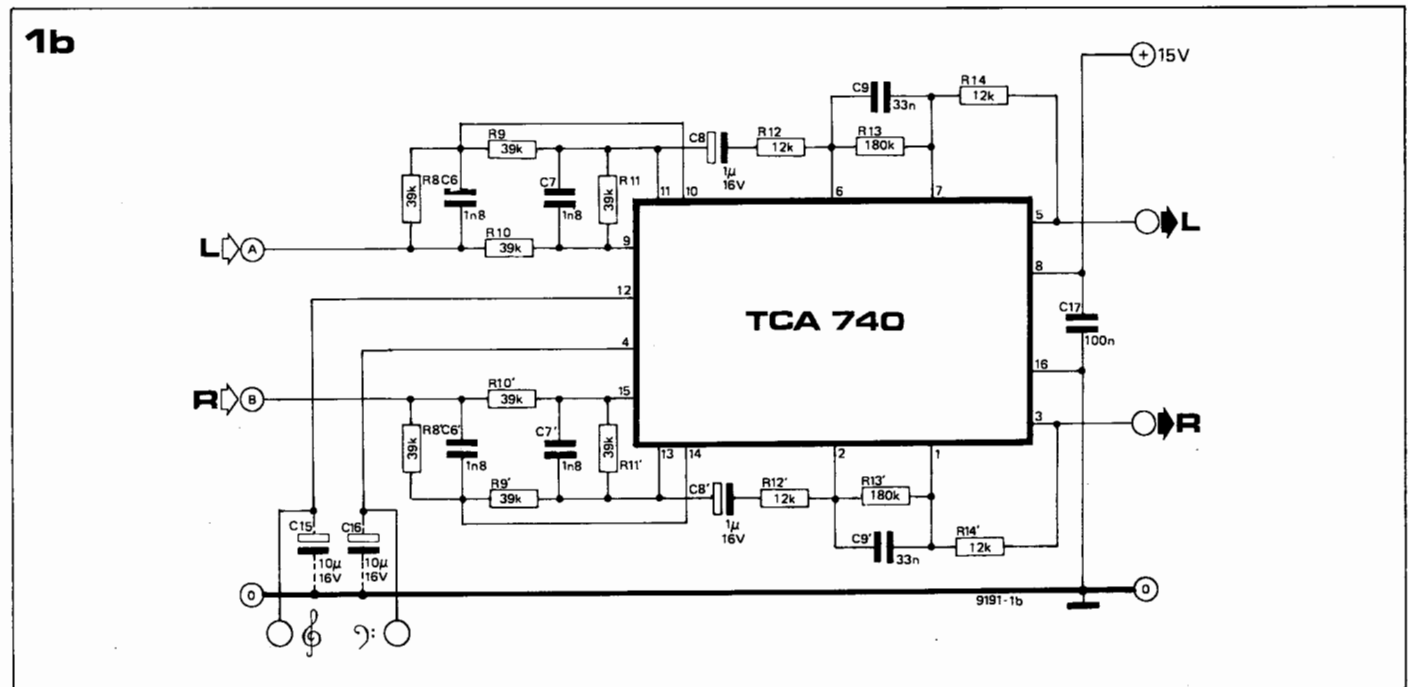 1b
+ 15V
C9
33n
R14
12k
R9
39k
C8
1µ
16V
R12
12k
R13
180k
R8
39k
C6
1n8
C7
1n8
R11
39k
11
10
6
7
L A
R10
39k
9
5
L
12
8
TCA 740
C17
100n
4
16
R B
R10'
39k
15
3
R
R8'
39k
C6'
1n8
C7'
1n8
R11'
39k
13
14
2
1
R9'
39k
C8'
1µ
16V
R12'
12k
R13'
180k
C9'
33n
R14'
12k
C15
10µ
16V
C16
10µ
16V
0
9191-1b
0